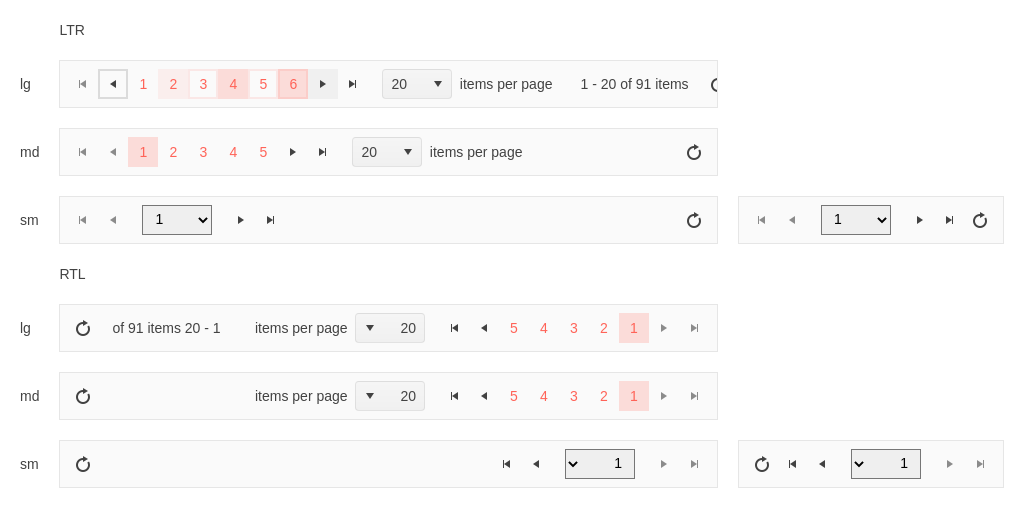 LTR
lg 1 2 3 4 5 6 20 items per page 1 - 20 of 91 items
md 1 2 3 4 5 20 items per page
sm 1 1
RTL
lg of 91 items 20 - 1 items per page 20 5 4 3 2 1
md items per page 20 5 4 3 2 1
sm 1 1